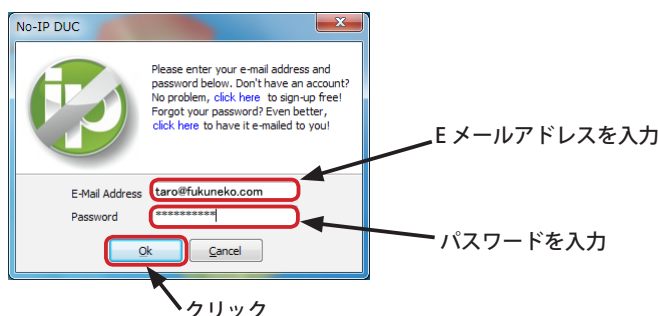 No-IP DUC
ip
Please enter your e-mail address and
password below. Don't have an account?
No problem, click here to sign-up free!
Forgot your password? Even better,
click here to have it e-mailed to you!
E-Mail Address taro@fukuneko.com
Password **********
Ok Cancel
E メールアドレスを入力
パスワードを入力
クリック